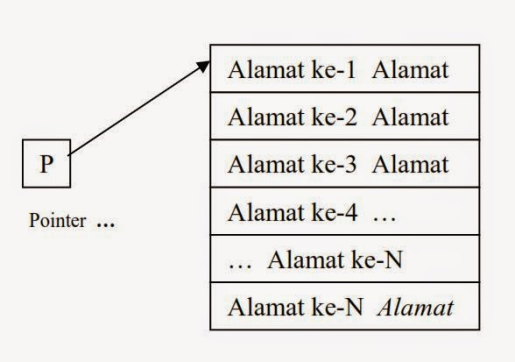 Alamat ke-1 Alamat
Alamat ke-2 Alamat
P
Alamat ke-3 Alamat
Pointer ...
Alamat ke-4 ...
... Alamat ke-N
Alamat ke-N Alamat